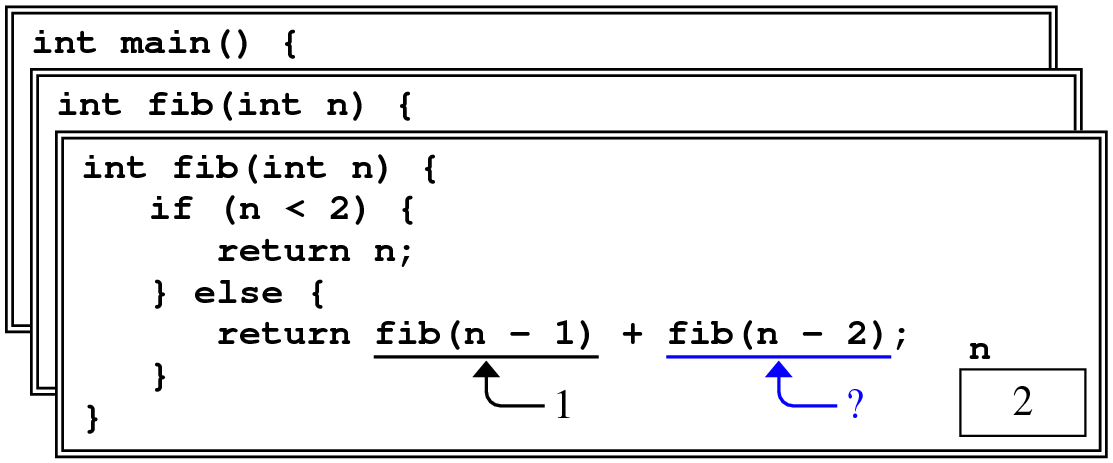 int main() {
int fib(int n) {
int fib(int n) {
if (n < 2) {
return n;
} else {
return fib(n – 1) + fib(n – 2);
}
}
1
?
n
2